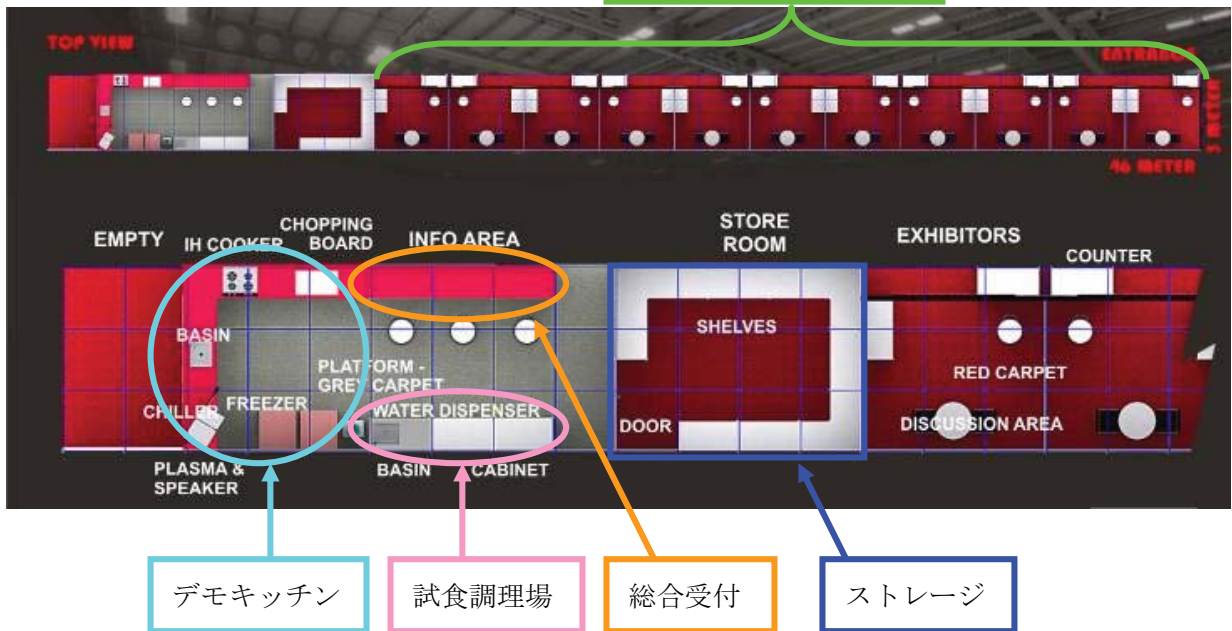 TOP VIEW
ENTRANCE
3 METER
46 METER
EMPTY
IH COOKER
CHOPPING
BOARD
INFO AREA
STORE
ROOM
EXHIBITORS
COUNTER
BASIN
SHELVES
PLATFORM -
GREY CARPET
RED CARPET
CHILLER
FREEZER
WATER DISPENSER
DOOR
DISCUSSION AREA
PLASMA &
SPEAKER
BASIN
CABINET
デモキッチン
試食調理場
総合受付
ストレージ